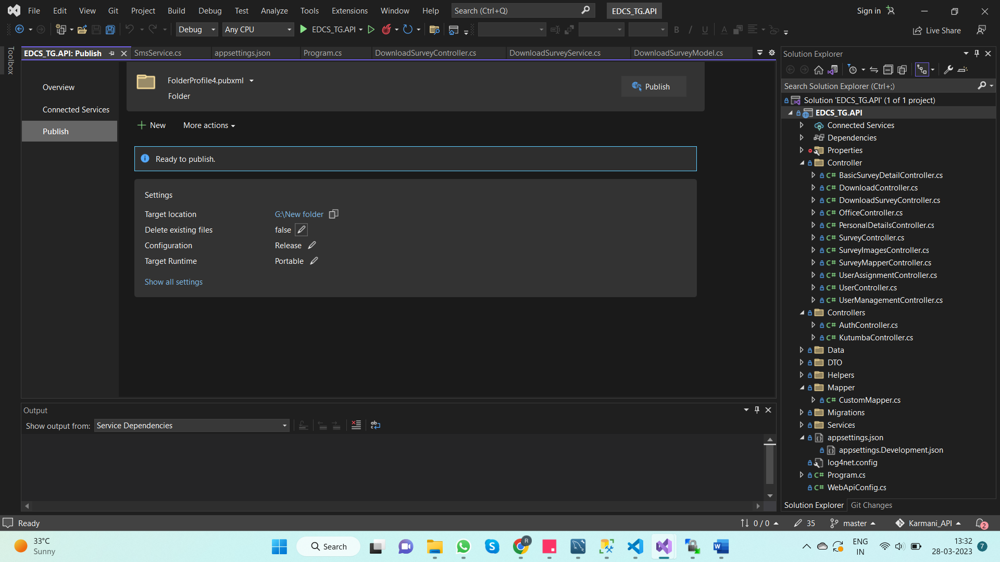 File Edit View Git Project Build Debug Test Analyze Tools Extensions Window Help Search (Ctrl+Q) EDCS_TG.API Sign in
Debug Any CPU EDCS_TG.API B I U A Live Share
Toolbox
EDCS_TG.API: Publish SmsService.cs appsettings.json Program.cs DownloadSurveyController.cs DownloadSurveyService.cs DownloadSurveyModel.cs
Overview
Connected Services
Publish
FolderProfile4.pubxml
Folder
Publish
New More actions
Ready to publish.
Settings
Target location G:\New folder
Delete existing files false
Configuration Release
Target Runtime Portable
Show all settings
Output
Show output from: Service Dependencies
Solution Explorer
Search Solution Explorer (Ctrl+;)
Solution 'EDCS_TG.API' (1 of 1 project)
EDCS_TG.API
Connected Services
Dependencies
Properties
Controller
C# BasicSurveyDetailController.cs
C# DownloadController.cs
C# DownloadSurveyController.cs
C# OfficeController.cs
C# PersonalDetailsController.cs
C# SurveyController.cs
C# SurveyImagesController.cs
C# SurveyMapperController.cs
C# UserAssignmentController.cs
C# UserController.cs
C# UserManagementController.cs
Controllers
C# AuthController.cs
C# KutumbaController.cs
Data
DTO
Helpers
Mapper
C# CustomMapper.cs
Migrations
Services
appsettings.json
appsettings.Development.json
log4net.config
C# Program.cs
C# WebApiConfig.cs
Solution Explorer Git Changes
Ready 0 / 0 35 master Karmani_API 2
33°C
Sunny
Search
R
ENG
IN
13:32
28-03-2023
7